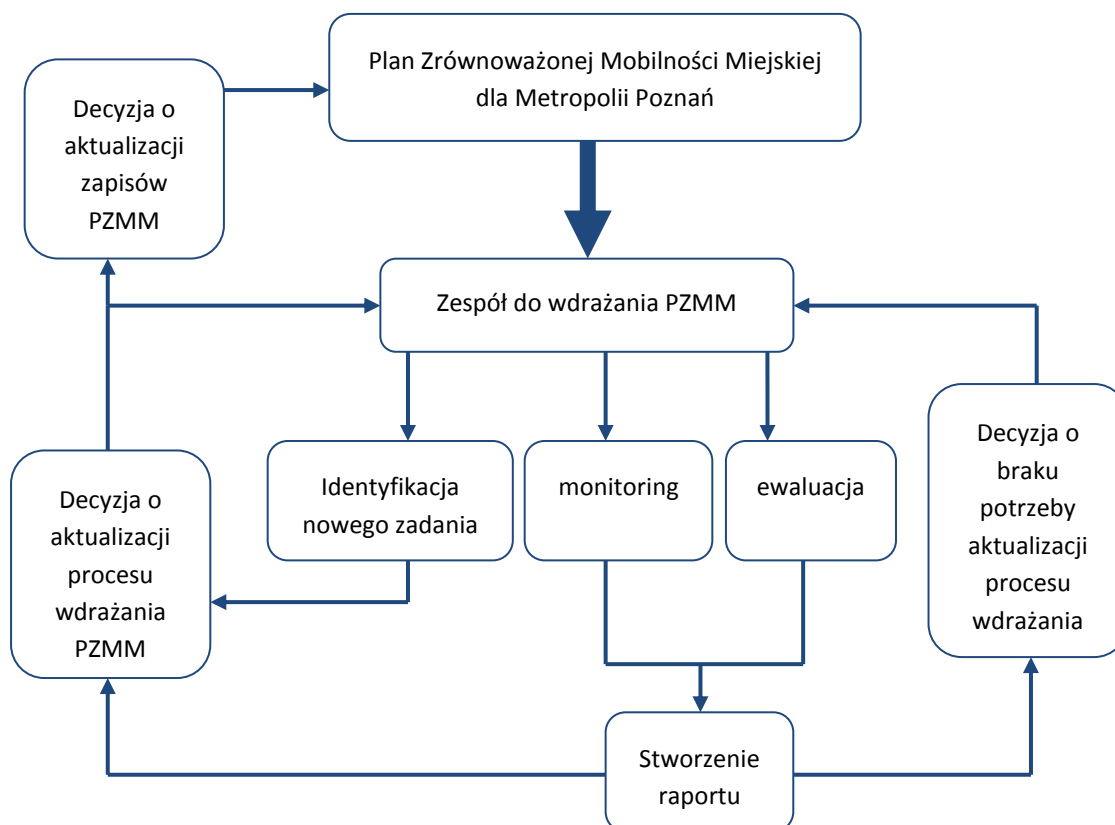 Plan Zrównoważonej Mobilności Miejskiej
dla Metropolii Poznań
Decyzja o
aktualizacji
zapisów
PZMM
Zespół do wdrażania PZMM
Decyzja o
aktualizacji
procesu
wdrażania
PZMM
Identyfikacja
nowego zadania
monitoring
ewaluacja
Decyzja o
braku
potrzeby
aktualizacji
procesu
wdrażania
Stworzenie
raportu